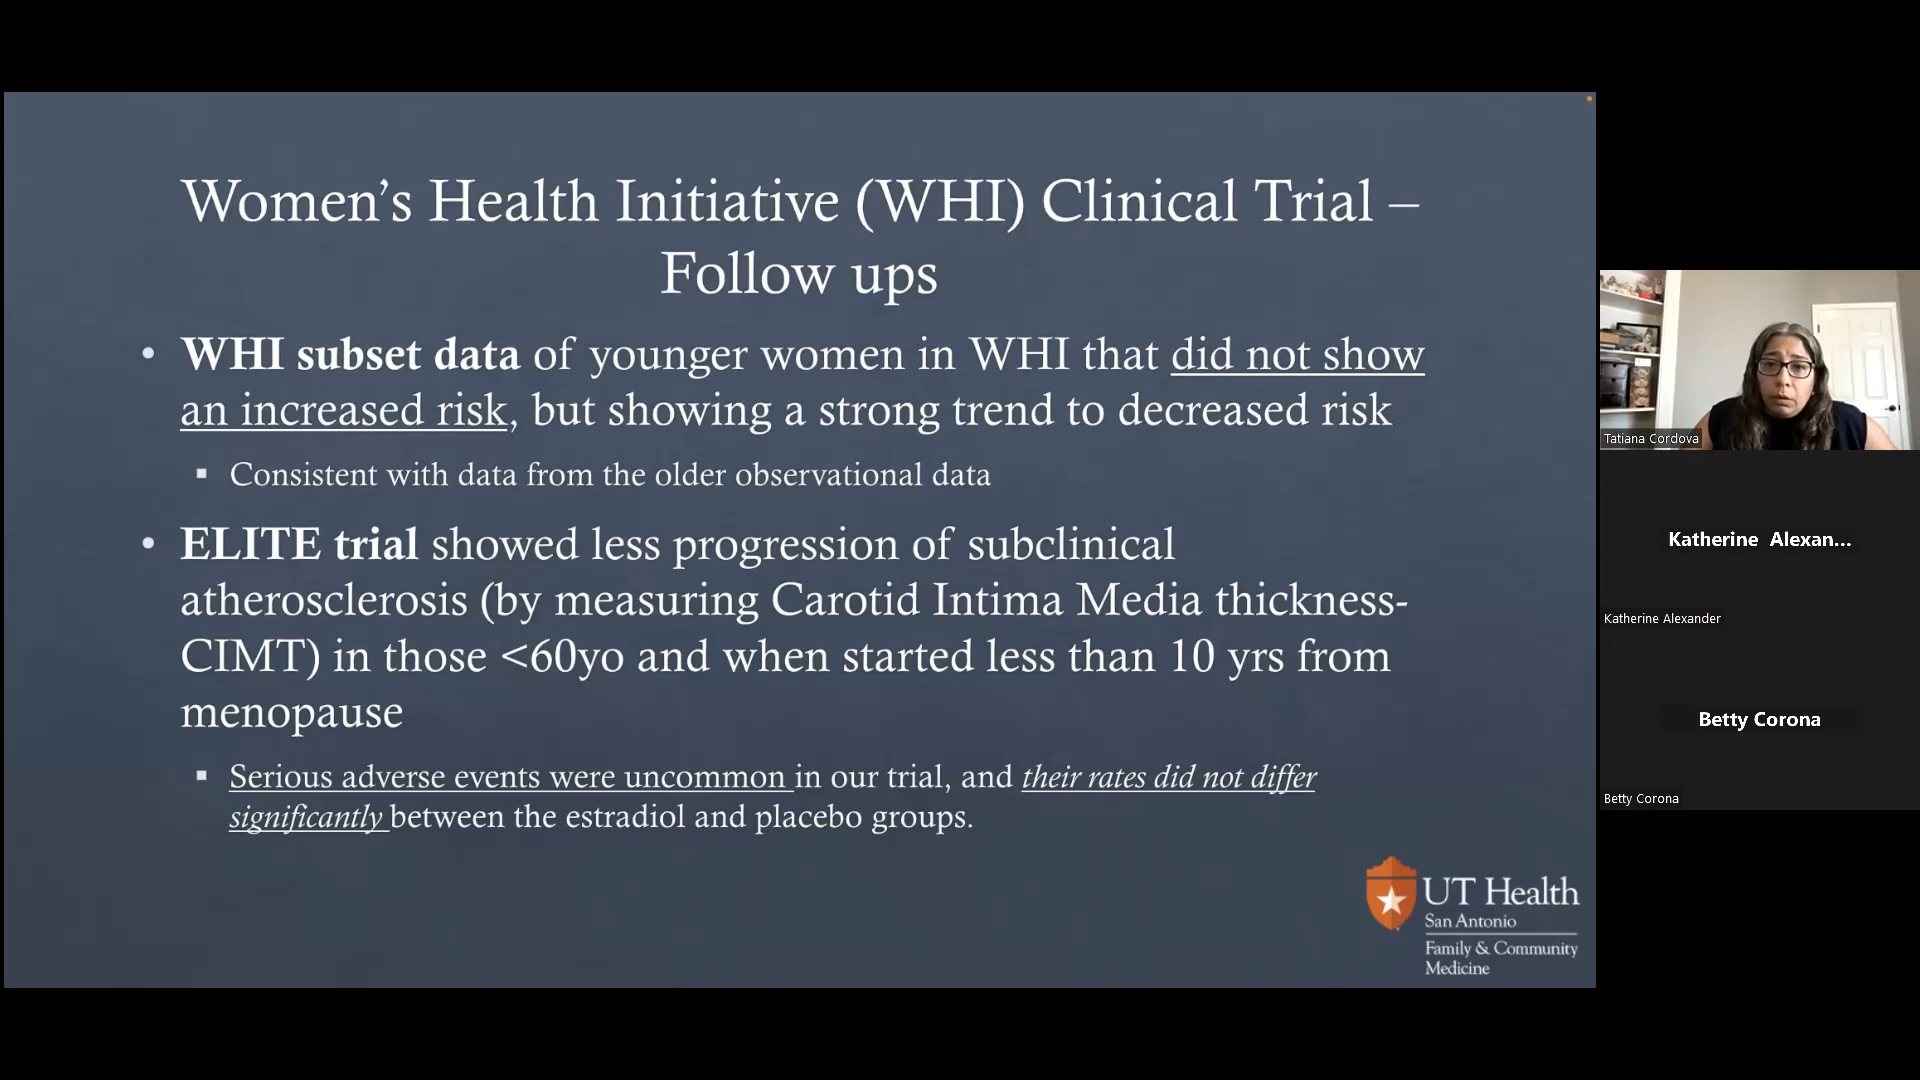 Women’s Health Initiative (WHI) Clinical Trial –
Follow ups
• WHI subset data of younger women in WHI that did not show
an increased risk, but showing a strong trend to decreased risk
▪ Consistent with data from the older observational data
• ELITE trial showed less progression of subclinical
atherosclerosis (by measuring Carotid Intima Media thickness-
CIMT) in those <60yo and when started less than 10 yrs from
menopause
▪ Serious adverse events were uncommon in our trial, and their rates did not differ
significantly between the estradiol and placebo groups.
UT Health
San Antonio
Family & Community
Medicine
Tatiana Cordova
Katherine Alexan...
Katherine Alexander
Betty Corona
Betty Corona